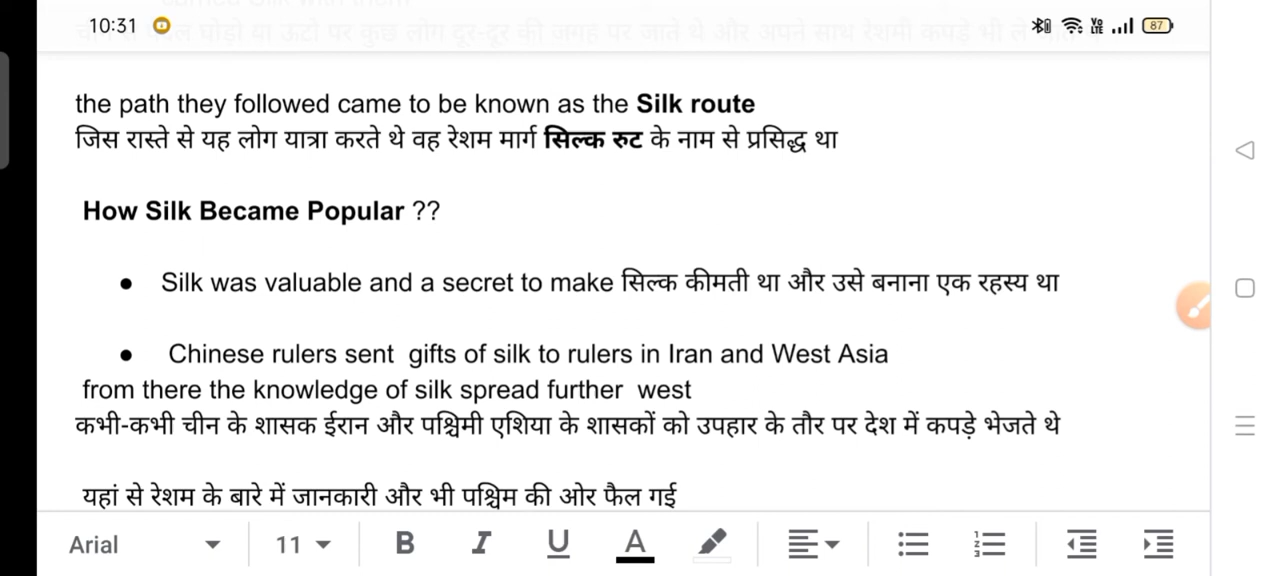 10:31
87
the path they followed came to be known as the Silk route
जिस रास्ते से यह लोग यात्रा करते थे वह रेशम मार्ग सिल्क रुट के नाम से प्रसिद्ध था
How Silk Became Popular ??
● Silk was valuable and a secret to make सिल्क कीमती था और उसे बनाना एक रहस्य था
● Chinese rulers sent gifts of silk to rulers in Iran and West Asia
from there the knowledge of silk spread further west
कभी-कभी चीन के शासक ईरान और पश्चिमी एशिया के शासकों को उपहार के तौर पर देश में कपड़े भेजते थे
यहां से रेशम के बारे में जानकारी और भी पश्चिम की ओर फैल गई
Arial 11 B I U A